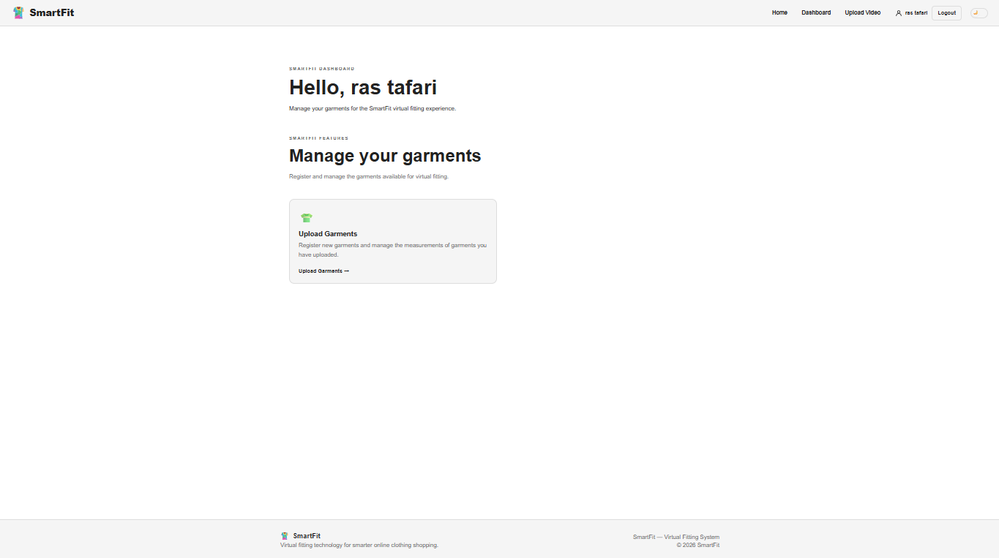 SmartFit
Home
Dashboard
Upload Video
ras tafari
Logout
SMARTFIT DASHBOARD
Hello, ras tafari
Manage your garments for the SmartFit virtual fitting experience.
SMARTFIT FEATURES
Manage your garments
Register and manage the garments available for virtual fitting.
Upload Garments
Register new garments and manage the measurements of garments you
have uploaded.
Upload Garments →
SmartFit
Virtual fitting technology for smarter online clothing shopping.
SmartFit — Virtual Fitting System
© 2026 SmartFit